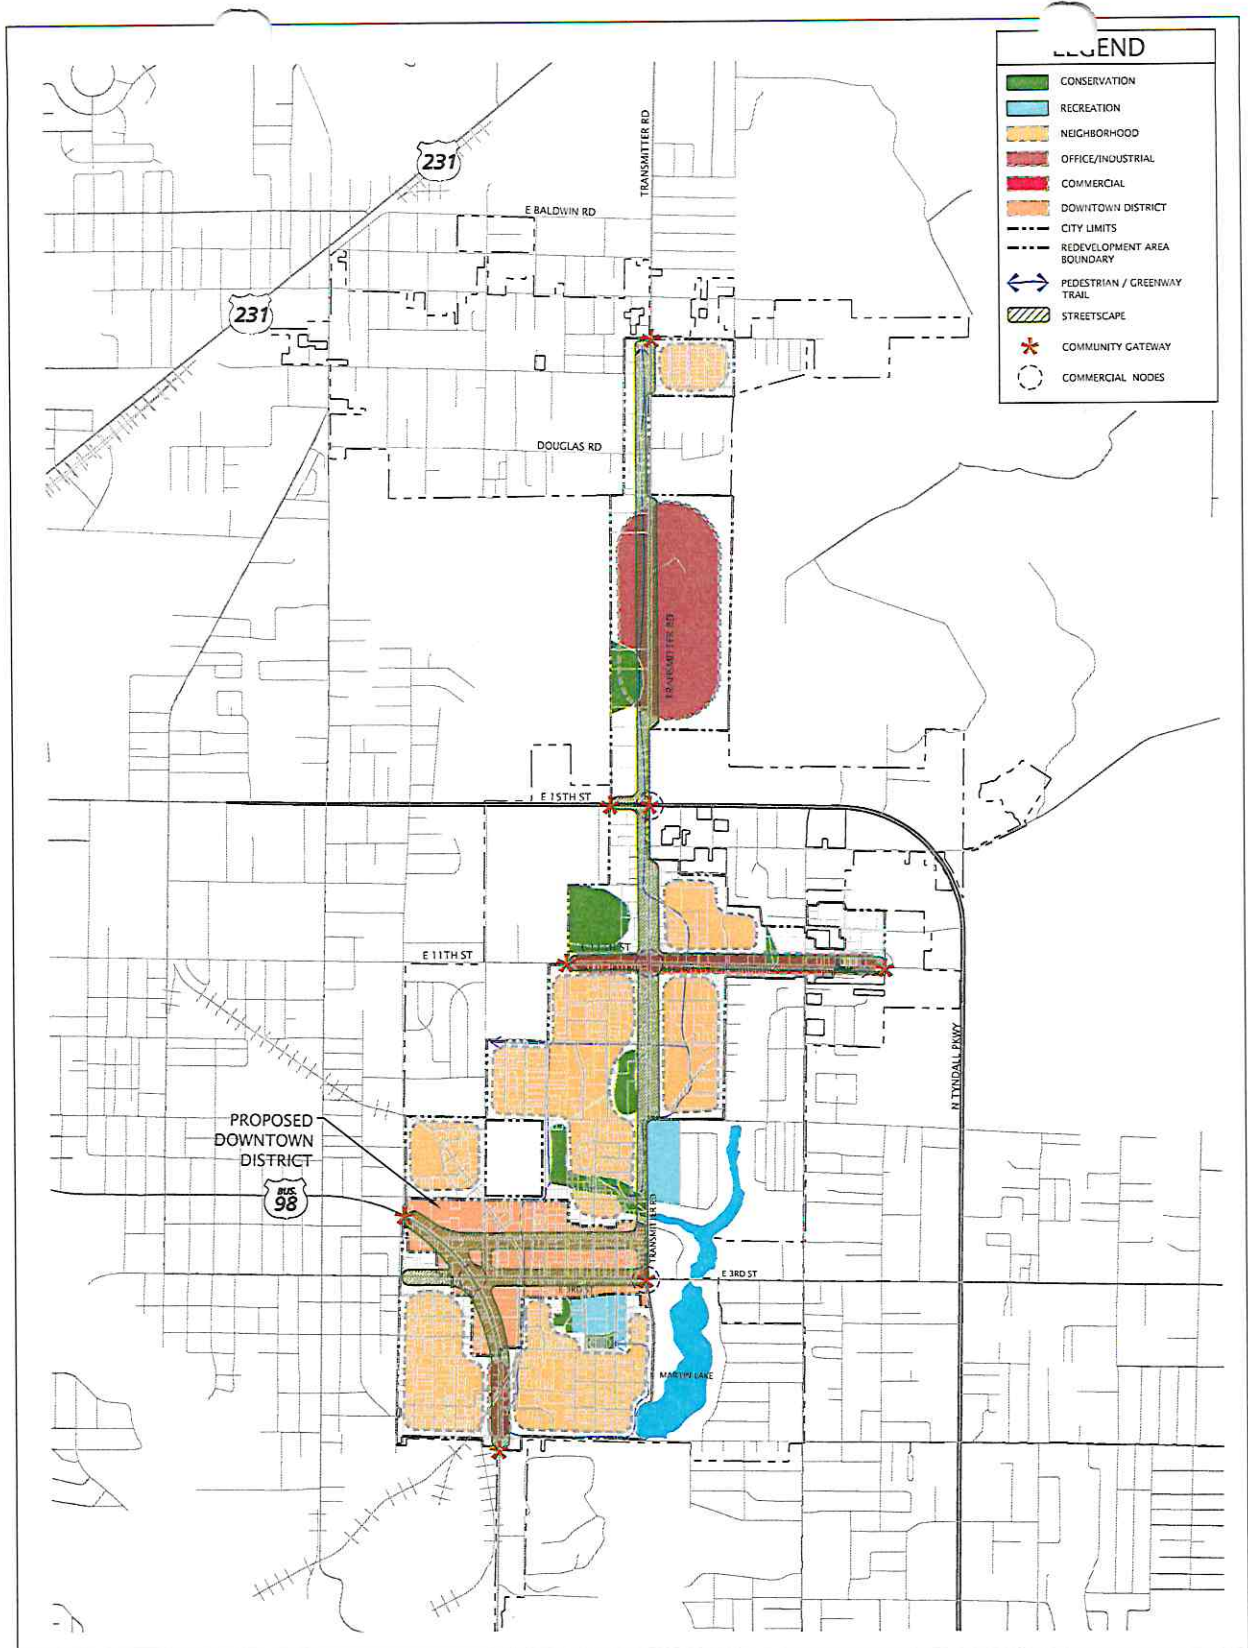 LEGEND
CONSERVATION
RECREATION
NEIGHBORHOOD
OFFICE/INDUSTRIAL
COMMERCIAL
DOWNTOWN DISTRICT
CITY LIMITS
REDEVELOPMENT AREA
BOUNDARY
PEDESTRIAN / GREENWAY
TRAIL
STREETSCAPE
COMMUNITY GATEWAY
COMMERCIAL NODES
TRANSMITTER RD
231
E BALDWIN RD
231
DOUGLAS RD
TRANSMITTER RD
E 15TH ST
E 11TH ST
N TYNDALL PKWY
PROPOSED
DOWNTOWN
DISTRICT
BUS.
98
TRANSMITTER RD
E 3RD ST
MARTIN LAKE